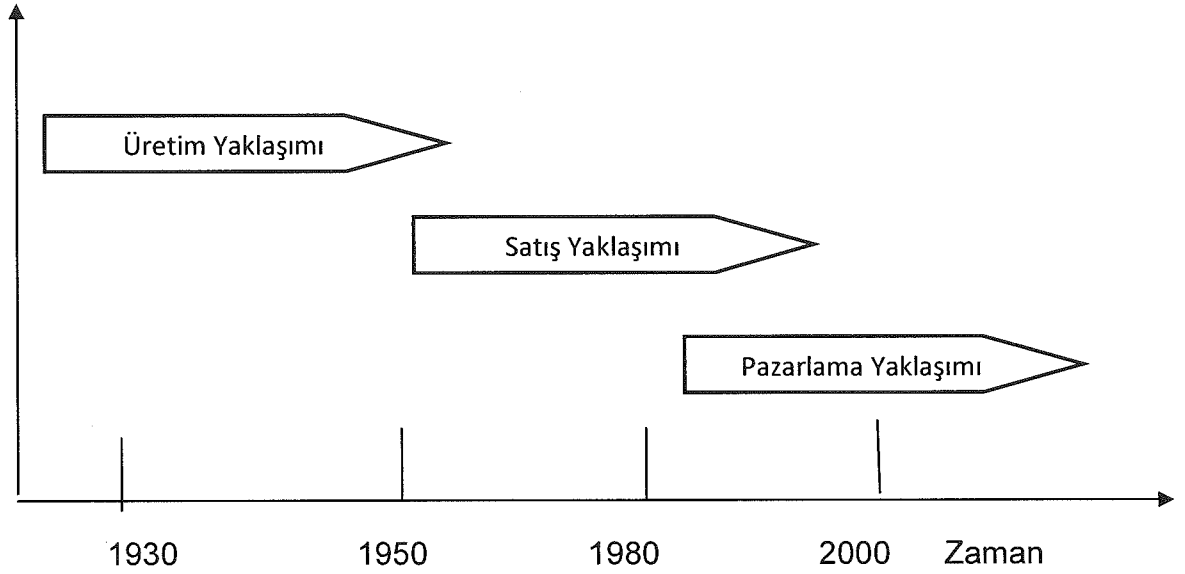 Üretim Yaklaşımı
Satış Yaklaşımı
Pazarlama Yaklaşımı
1930 1950 1980 2000 Zaman